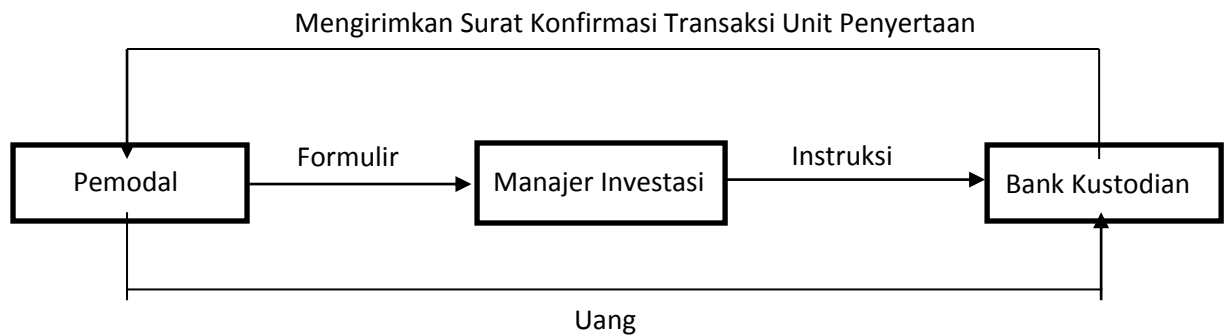 Mengirimkan Surat Konfirmasi Transaksi Unit Penyertaan
Formulir
Instruksi
Pemodal
Manajer Investasi
Bank Kustodian
Uang